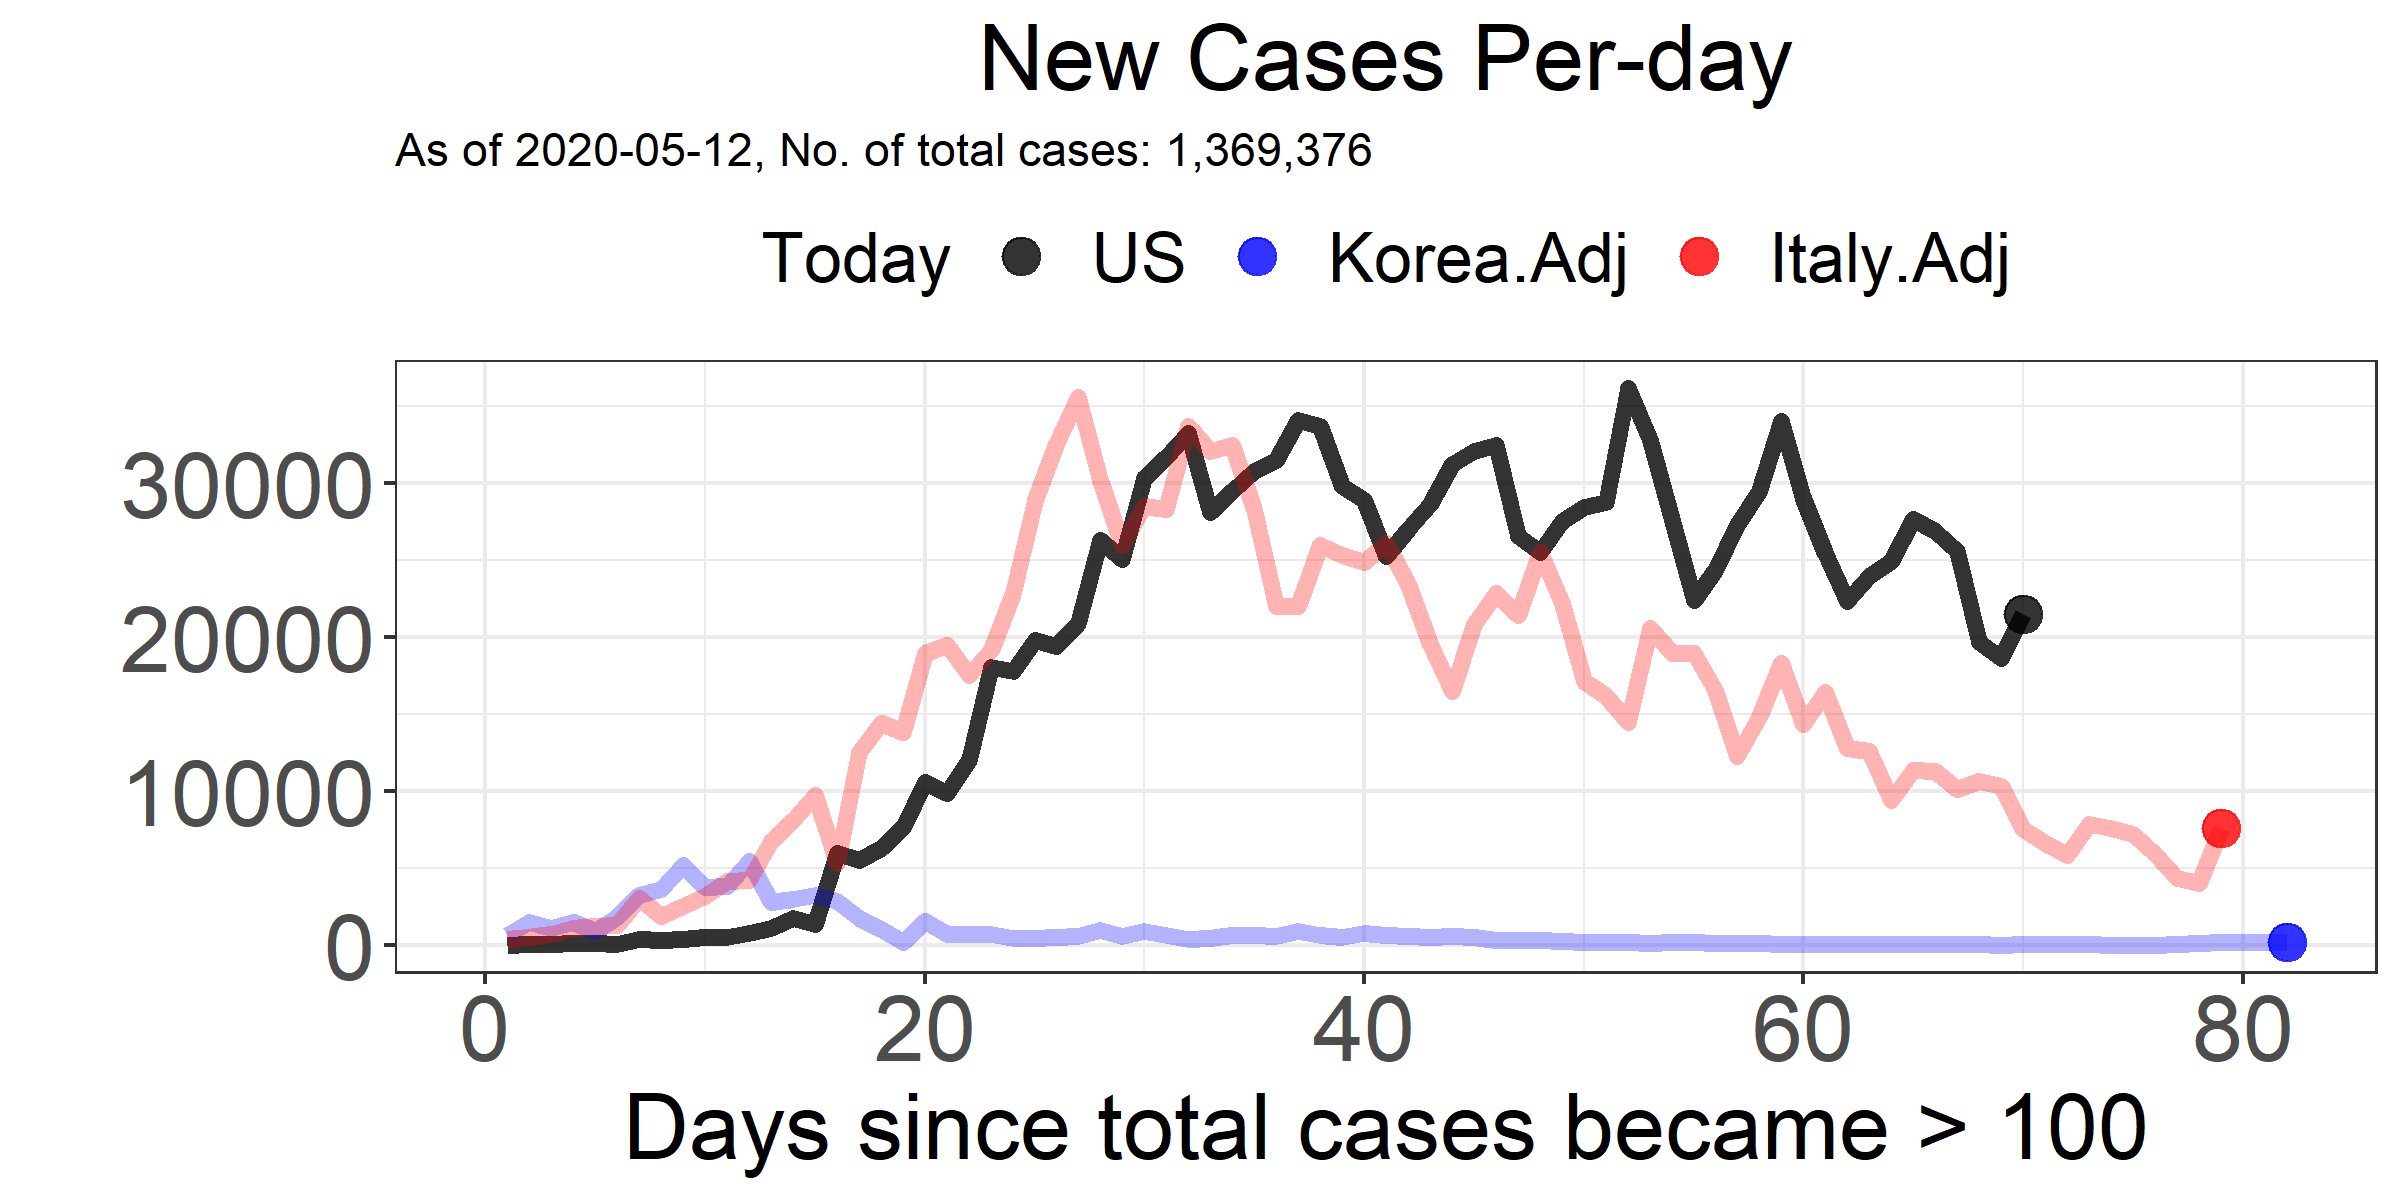 New Cases Per-day
As of 2020-05-12, No. of total cases: 1,369,376
Today US Korea.Adj Italy.Adj
30000
20000
10000
0
0 20 40 60 80
Days since total cases became > 100